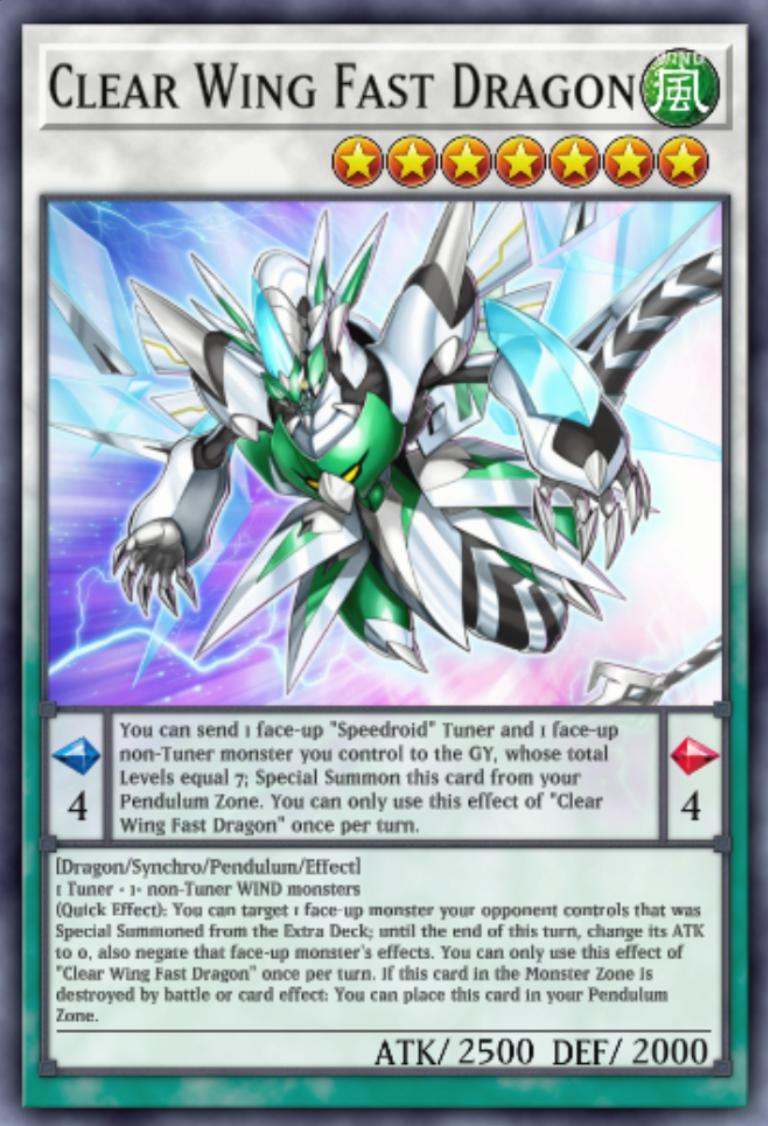 CLEAR WING FAST DRAGON
WIND
風
You can send 1 face-up "Speedroid" Tuner and 1 face-up
non-Tuner monster you control to the GY, whose total
Levels equal 7; Special Summon this card from your
Pendulum Zone. You can only use this effect of "Clear
Wing Fast Dragon" once per turn.
4
4
[Dragon/Synchro/Pendulum/Effect]
1 Tuner + 1+ non-Tuner WIND monsters
(Quick Effect): You can target 1 face-up monster your opponent controls that was
Special Summoned from the Extra Deck; until the end of this turn, change its ATK
to 0, also negate that face-up monster's effects. You can only use this effect of
"Clear Wing Fast Dragon" once per turn. If this card in the Monster Zone is
destroyed by battle or card effect: You can place this card in your Pendulum
Zone.
ATK/ 2500 DEF/ 2000